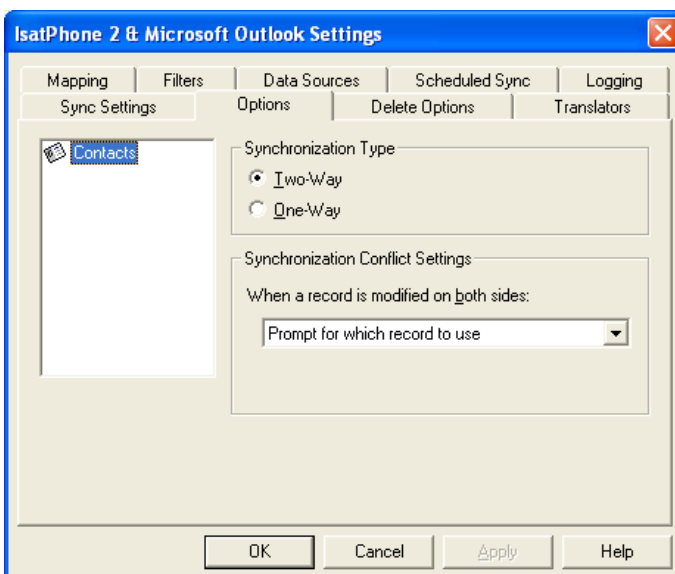 IsatPhone 2 & Microsoft Outlook Settings
Mapping Filters Data Sources Scheduled Sync Logging
Sync Settings Options Delete Options Translators
Contacts
Synchronization Type
Two-Way
One-Way
Synchronization Conflict Settings
When a record is modified on both sides:
Prompt for which record to use
OK Cancel Apply Help